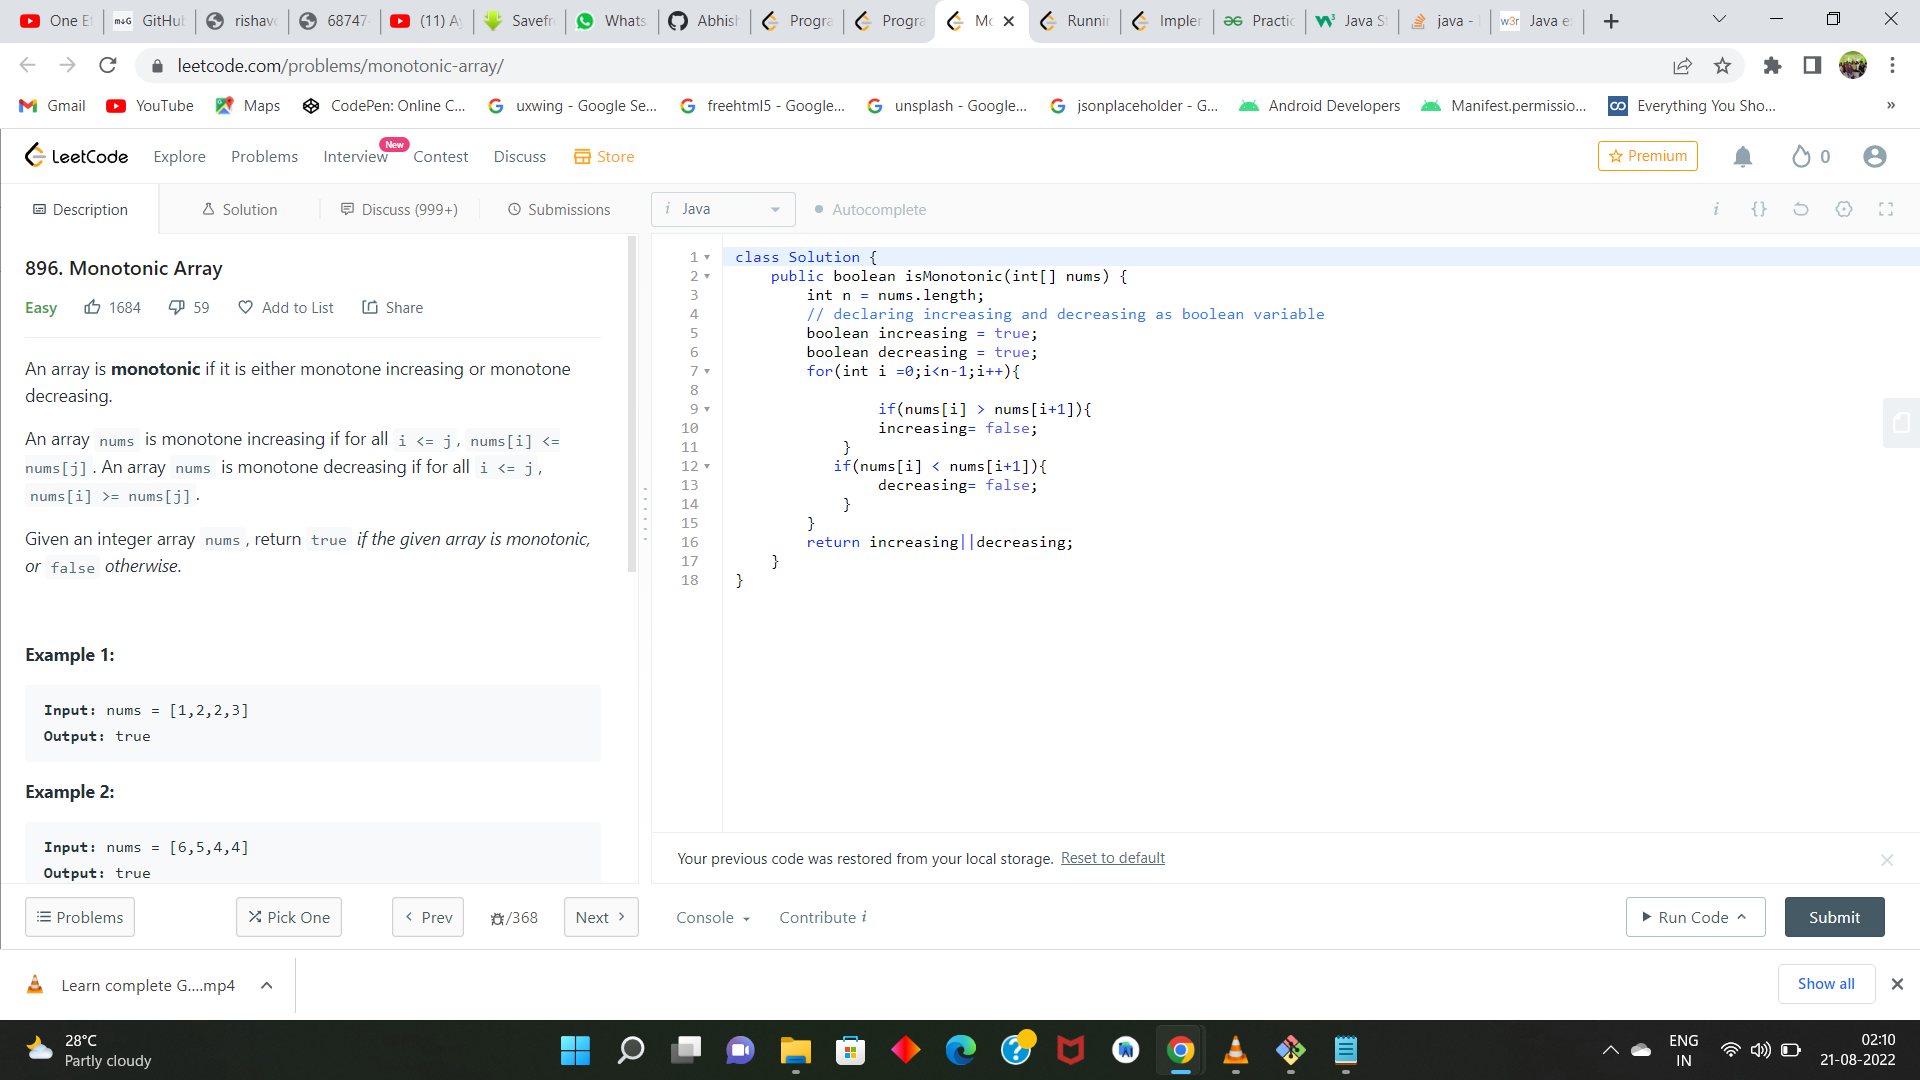 One E
GitHu
rishav
68747
(11) A
Savefr
Whats
Abhish
Progra
Progra
Mc
Runni
Implen
Practic
Java S
java -
w3r Java e
leetcode.com/problems/monotonic-array/
Gmail
YouTube
Maps
CodePen: Online C...
uxwing - Google Se...
freehtml5 - Google...
unsplash - Google...
jsonplaceholder - G...
Android Developers
Manifest.permissio...
Everything You Sho...
»
LeetCode
Explore
Problems
Interview
New
Contest
Discuss
Store
Premium
0
Description
Solution
Discuss (999+)
Submissions
i Java
Autocomplete
i {}
896. Monotonic Array
Easy 1684 59 Add to List Share
An array is monotonic if it is either monotone increasing or monotone
decreasing.
An array nums is monotone increasing if for all i <= j, nums[i] <=
nums[j]. An array nums is monotone decreasing if for all i <= j,
nums[i] >= nums[j].
Given an integer array nums, return true if the given array is monotonic,
or false otherwise.
Example 1:
Input: nums = [1,2,2,3]
Output: true
Example 2:
Input: nums = [6,5,4,4]
Output: true
1 class Solution {
2 public boolean isMonotonic(int[] nums) {
3 int n = nums.length;
4 // declaring increasing and decreasing as boolean variable
5 boolean increasing = true;
6 boolean decreasing = true;
7 for(int i =0;i<n-1;i++){
8
9 if(nums[i] > nums[i+1]){
10 increasing= false;
11 }
12 if(nums[i] < nums[i+1]){
13 decreasing= false;
14 }
15 }
16 return increasing||decreasing;
17 }
18 }
Your previous code was restored from your local storage. Reset to default
Problems
Pick One
Prev
/368
Next
Console
Contribute i
Run Code
Submit
Learn complete G....mp4
Show all
28°C
Partly cloudy
ENG
IN
02:10
21-08-2022